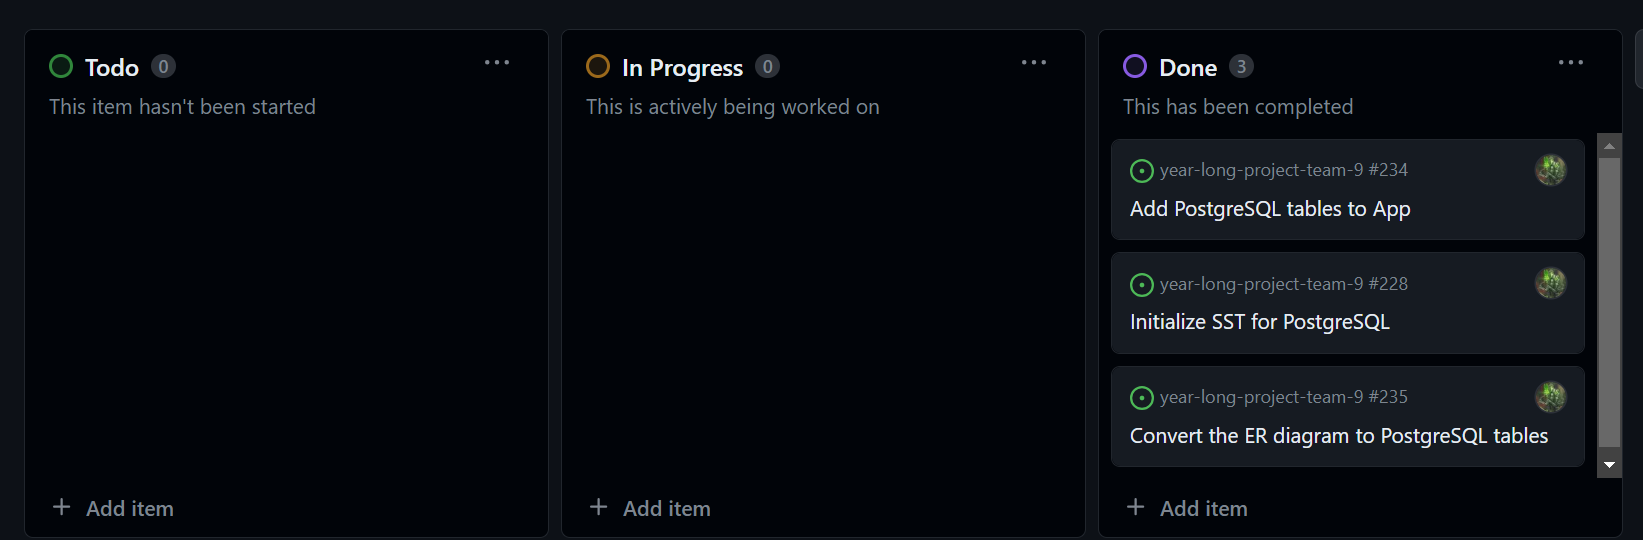 Todo 0
This item hasn't been started
Add item
In Progress 0
This is actively being worked on
Add item
Done 3
This has been completed
year-long-project-team-9 #234
Add PostgreSQL tables to App
year-long-project-team-9 #228
Initialize SST for PostgreSQL
year-long-project-team-9 #235
Convert the ER diagram to PostgreSQL tables
Add item